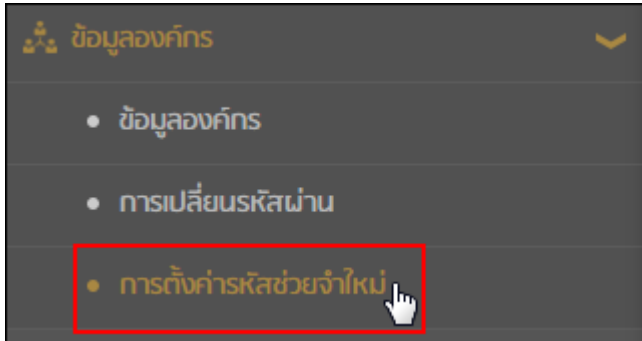 ข้อมูลองค์กร
ข้อมูลองค์กร
การเปลี่ยนรหัสผ่าน
การตั้งค่ารหัสช่วยจำใหม่